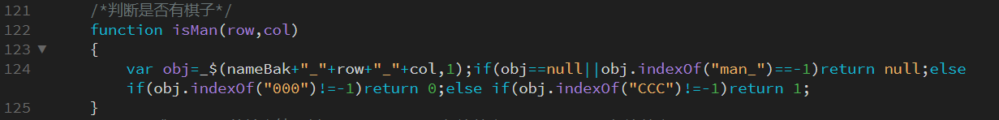 121 /*判断是否有棋子*/
122 function isMan(row,col)
123 {
124 var obj=_$(nameBak+"_"+row+"_"+col,1);if(obj==null||obj.indexOf("man_")==-1)return null;else
if(obj.indexOf("000")!=-1)return 0;else if(obj.indexOf("CCC")!=-1)return 1;
125 }